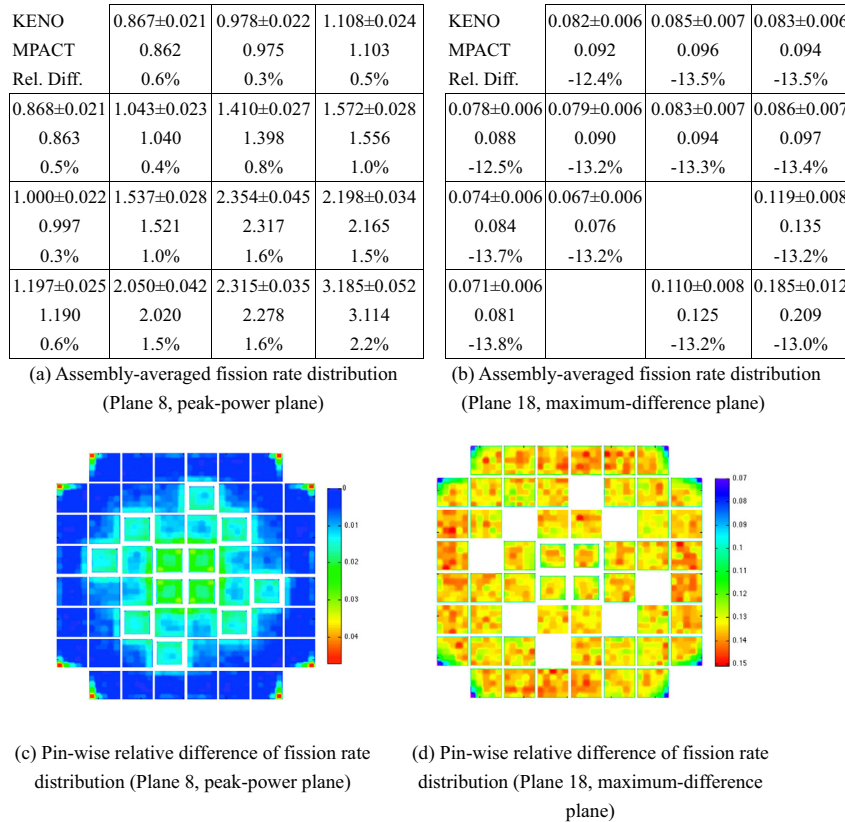 KENO 0.867±0.021 0.978±0.022 1.108±0.024
MPACT 0.862 0.975 1.103
Rel. Diff. 0.6% 0.3% 0.5%
0.868±0.021 1.043±0.023 1.410±0.027 1.572±0.028
0.863 1.040 1.398 1.556
0.5% 0.4% 0.8% 1.0%
1.000±0.022 1.537±0.028 2.354±0.045 2.198±0.034
0.997 1.521 2.317 2.165
0.3% 1.0% 1.6% 1.5%
1.197±0.025 2.050±0.042 2.315±0.035 3.185±0.052
1.190 2.020 2.278 3.114
0.6% 1.5% 1.6% 2.2%
(a) Assembly-averaged fission rate distribution
(Plane 8, peak-power plane)
KENO 0.082±0.006 0.085±0.007 0.083±0.006
MPACT 0.092 0.096 0.094
Rel. Diff. -12.4% -13.5% -13.5%
0.078±0.006 0.079±0.006 0.083±0.007 0.086±0.007
0.088 0.090 0.094 0.097
-12.5% -13.2% -13.3% -13.4%
0.074±0.006 0.067±0.006 0.119±0.008
0.084 0.076 0.135
-13.7% -13.2% -13.2%
0.071±0.006 0.110±0.008 0.185±0.012
0.081 0.125 0.209
-13.8% -13.2% -13.0%
(b) Assembly-averaged fission rate distribution
(Plane 18, maximum-difference plane)
0
0.01
0.02
0.03
0.04
(c) Pin-wise relative difference of fission rate
distribution (Plane 8, peak-power plane)
0.07
0.08
0.09
0.1
0.11
0.12
0.13
0.14
0.15
(d) Pin-wise relative difference of fission rate
distribution (Plane 18, maximum-difference
plane)